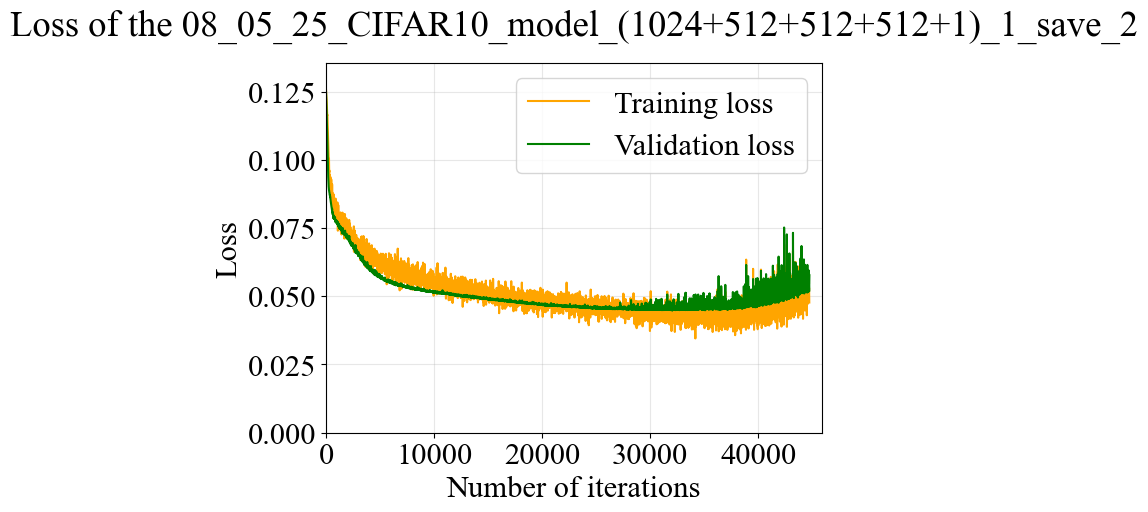 Loss of the 08_05_25_CIFAR10_model_(1024+512+512+512+1)_1_save_2
Training loss
Validation loss
0.125
0.100
0.075
0.050
0.025
0.000
Loss
0 10000 20000 30000 40000
Number of iterations